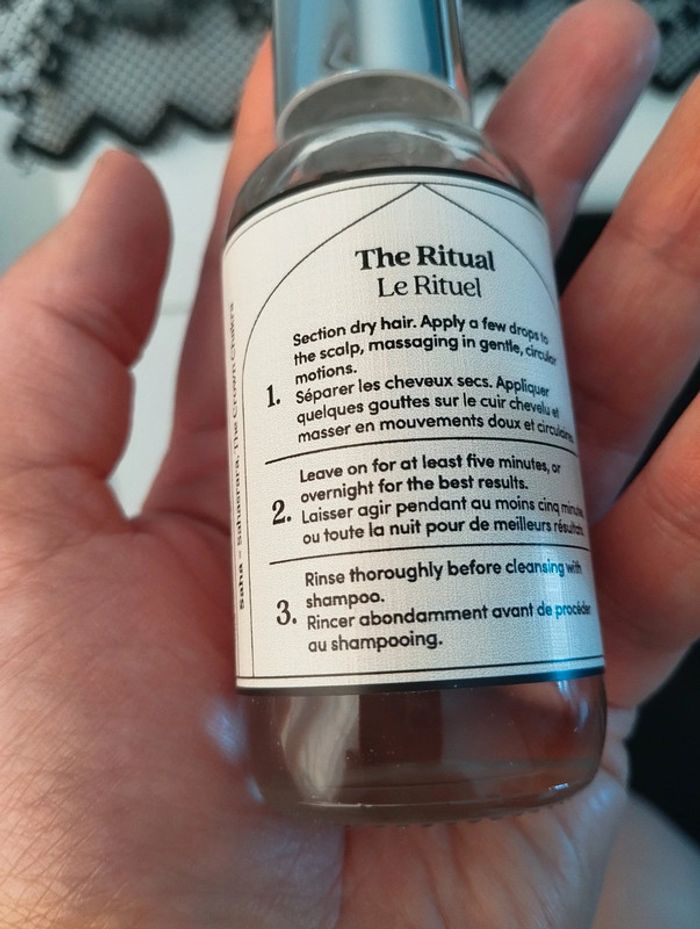 The Ritual
Le Rituel
1.
Section dry hair. Apply a few drops to
the scalp, massaging in gentle, circular
motions.
Séparer les cheveux secs. Appliquer
quelques gouttes sur le cuir chevelu et
masser en mouvements doux et circulaires
2.
Leave on for at least five minutes, or
overnight for the best results.
Laisser agir pendant au moins cinq minutes
ou toute la nuit pour de meilleurs résultats.
3.
Rinse thoroughly before cleansing with
shampoo.
Rincer abondamment avant de procéder
au shampooing.
saha - Sahasrara, The Crown Chakra